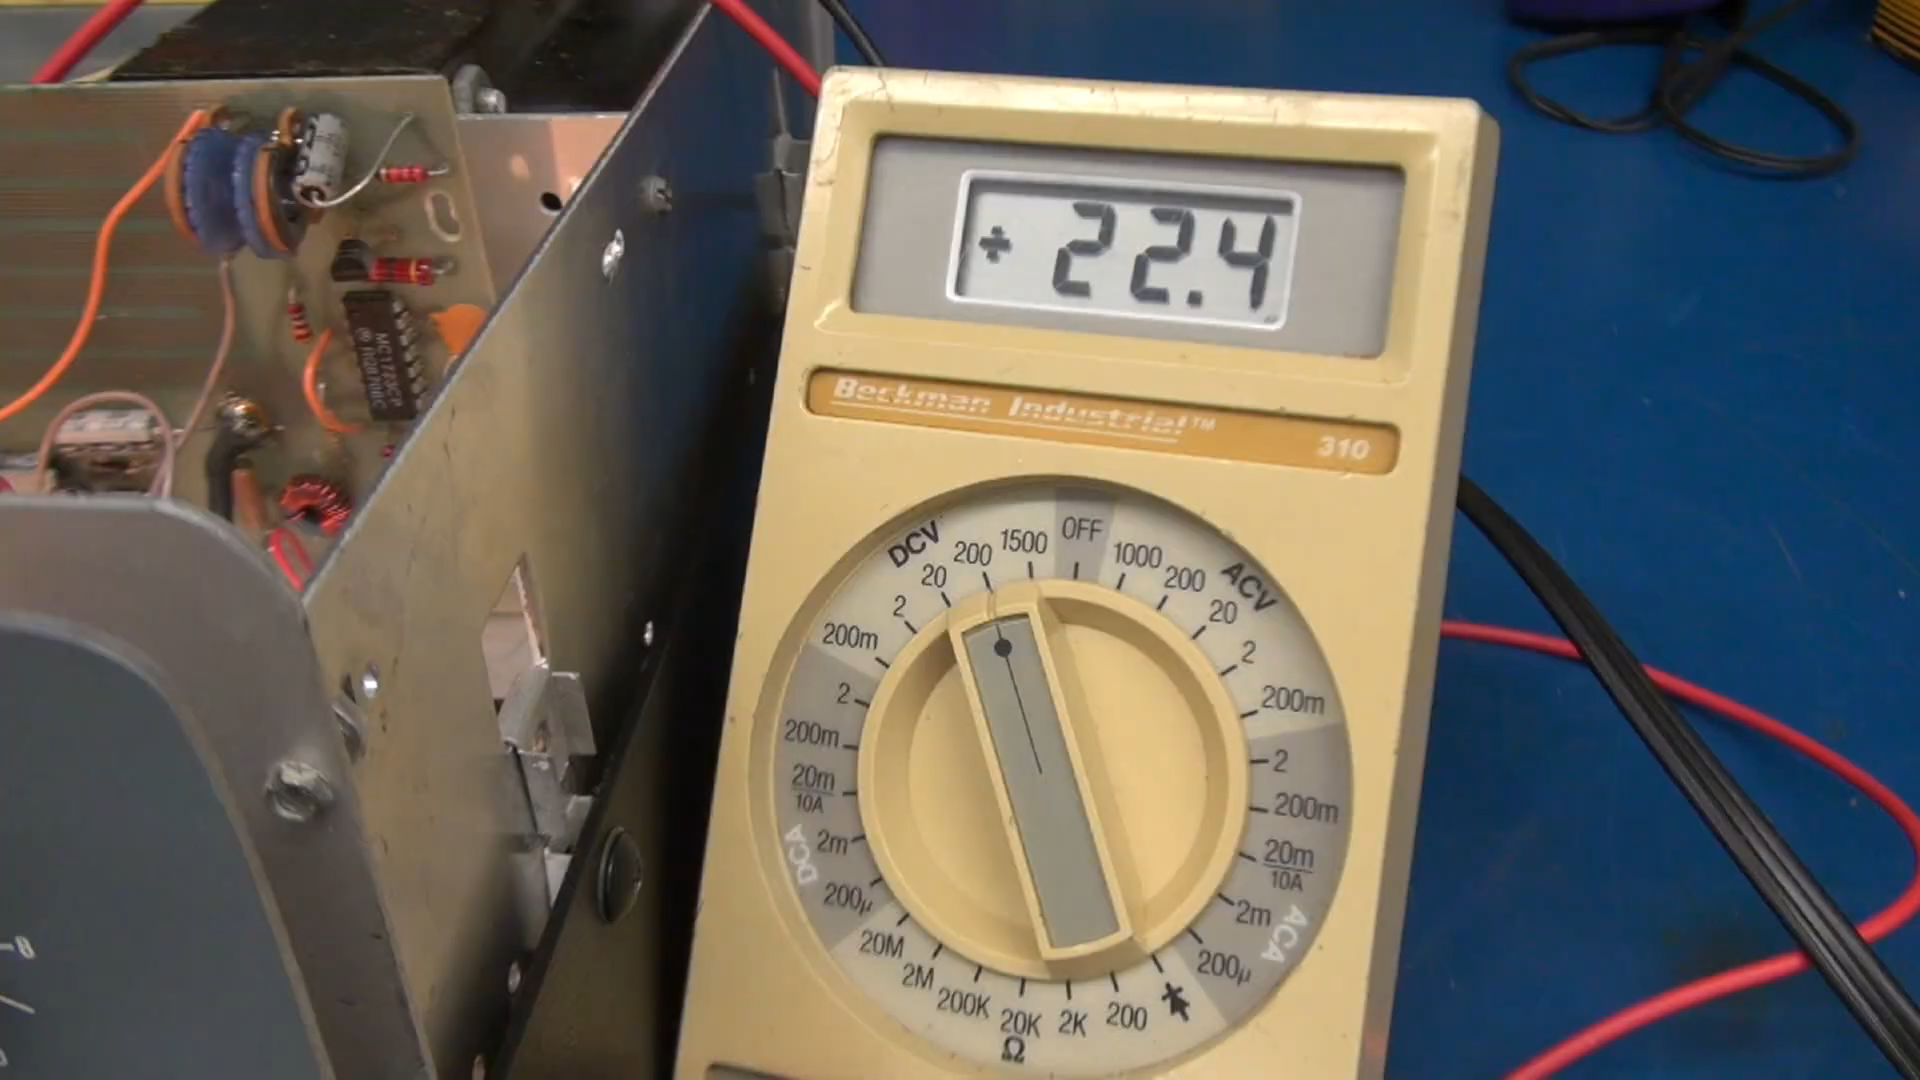 + 22.4
Beckman Industrial™
310
DCV
200
1500
OFF
1000
200
ACV
20
20
2
2
200m
200m
2
2
200m
200m
20m
10A
20m
10A
DCA
2m
2m
ACA
200µ
200µ
20M
2M
200K
20K
2K
200
Ω
MC1723CP